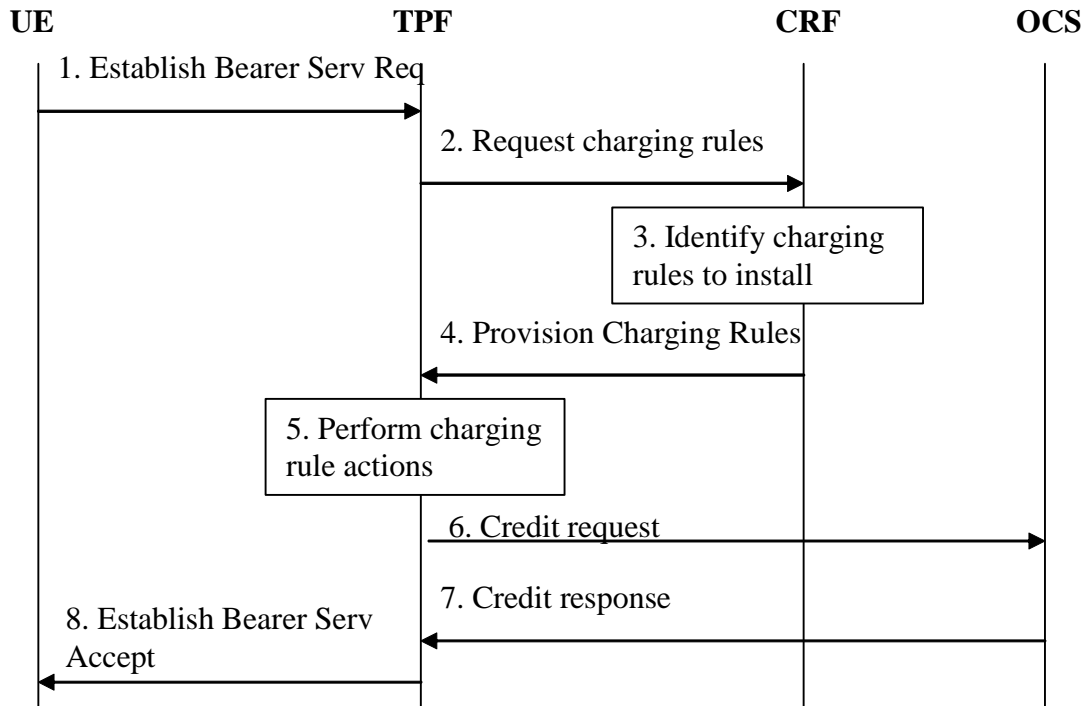 UE TPF CRF OCS
1. Establish Bearer Serv Req
2. Request charging rules
3. Identify charging
rules to install
4. Provision Charging Rules
5. Perform charging
rule actions
6. Credit request
7. Credit response
8. Establish Bearer Serv
Accept